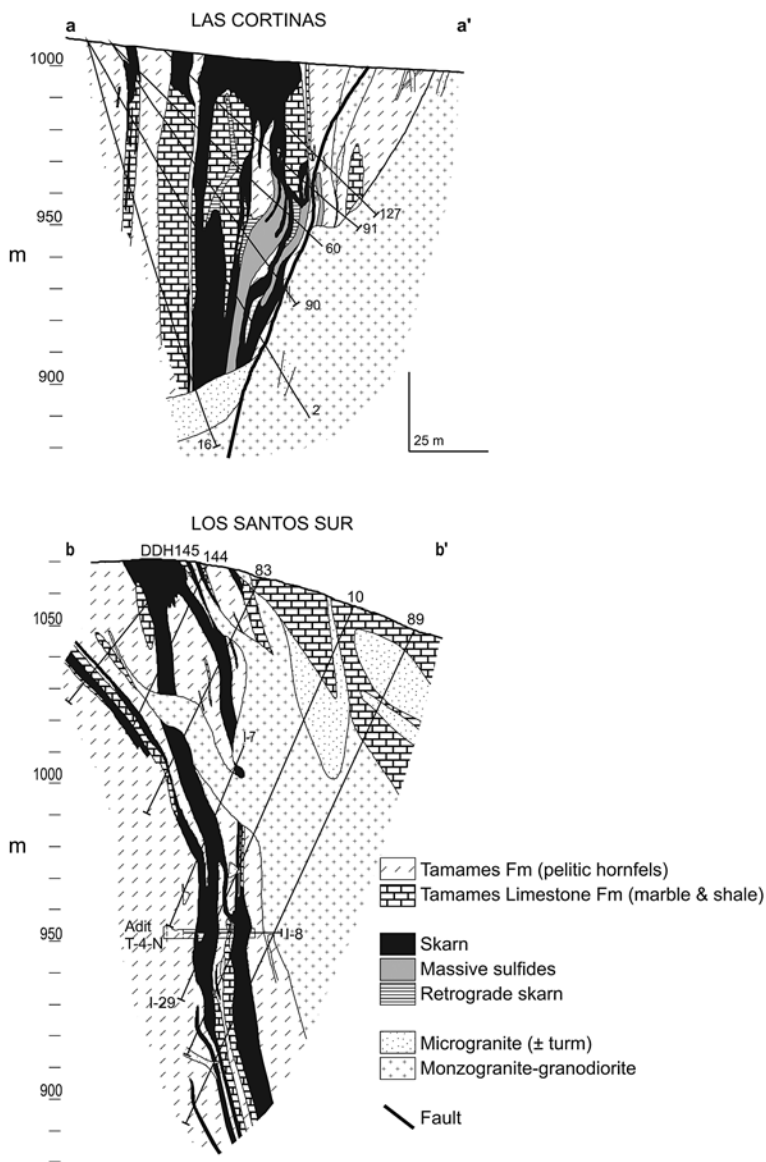 LAS CORTINAS
a a'
1000
950
m
900
127
91
60
90
2
16
25 m
LOS SANTOS SUR
b b'
DDH145 144 83 10 89
1050
I-7
1000
m
Adit
T-4-N
950
I-8
I-29
900
Tamames Fm (pelitic hornfels)
Tamames Limestone Fm (marble & shale)
Skarn
Massive sulfides
Retrograde skarn
Microgranite (± turm)
Monzogranite-granodiorite
Fault